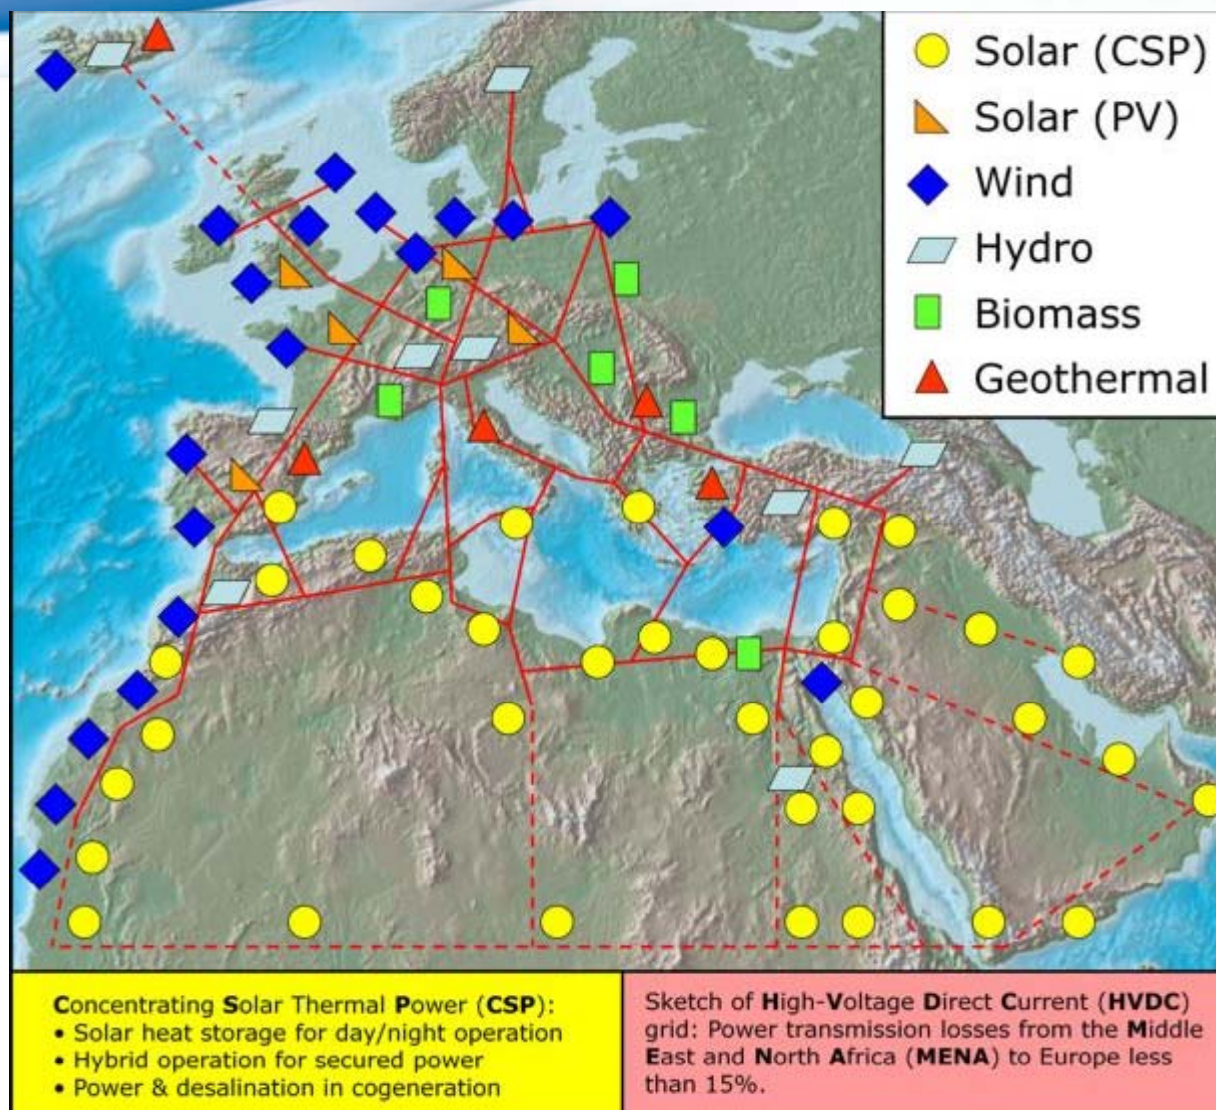 Solar (CSP)
Solar (PV)
Wind
Hydro
Biomass
Geothermal
Concentrating Solar Thermal Power (CSP):
• Solar heat storage for day/night operation
• Hybrid operation for secured power
• Power & desalination in cogeneration
Sketch of High-Voltage Direct Current (HVDC)
grid: Power transmission losses from the Middle
East and North Africa (MENA) to Europe less
than 15%.